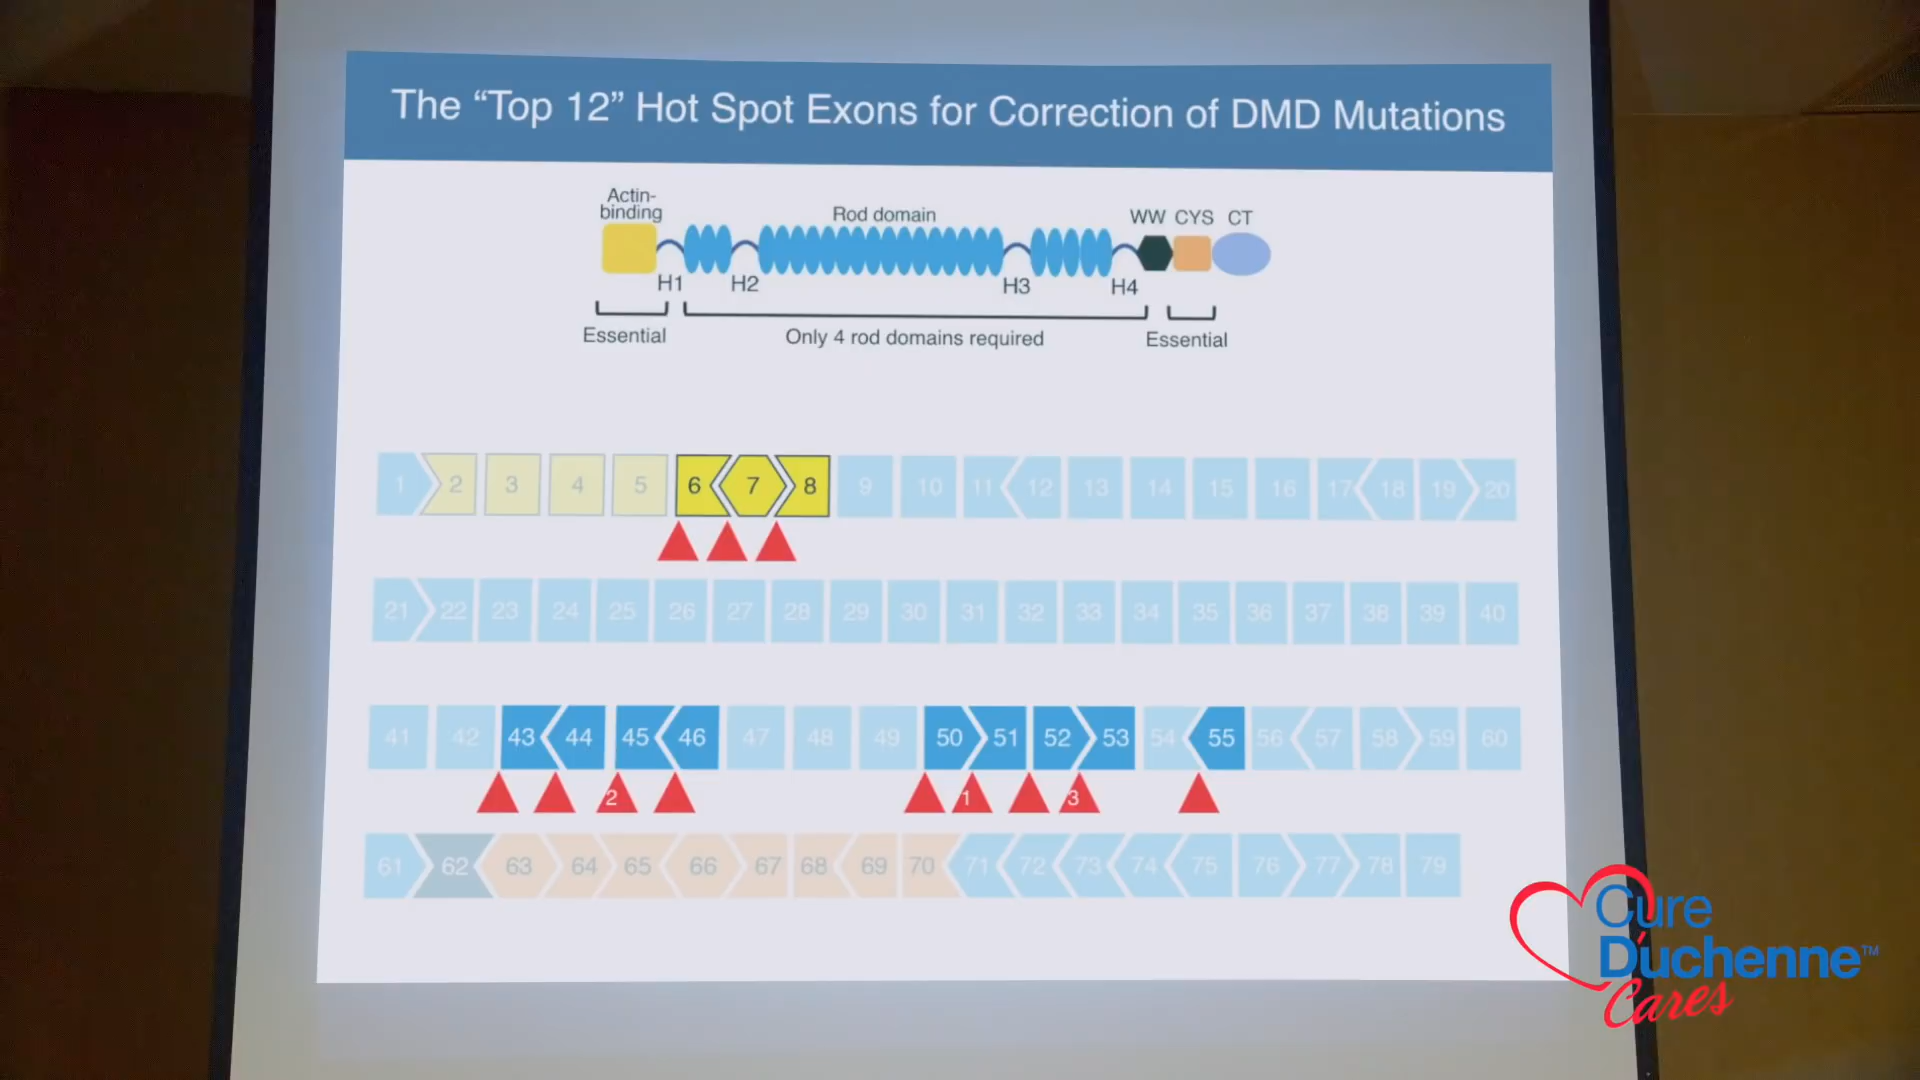 The “Top 12” Hot Spot Exons for Correction of DMD Mutations
Actin-
binding
Rod domain
WW CYS CT
H1 H2 H3 H4
Essential
Only 4 rod domains required
Essential
1 2 3 4 5 6 7 8 9 10 11 12 13 14 15 16 17 18 19 20
21 22 23 24 25 26 27 28 29 30 31 32 33 34 35 36 37 38 39 40
41 42 43 44 45 46 47 48 49 50 51 52 53 54 55 56 57 58 59 60
2 1 3
61 62 63 64 65 66 67 68 69 70 71 72 73 74 75 76 77 78 79
Cure
Duchenne™
Cares